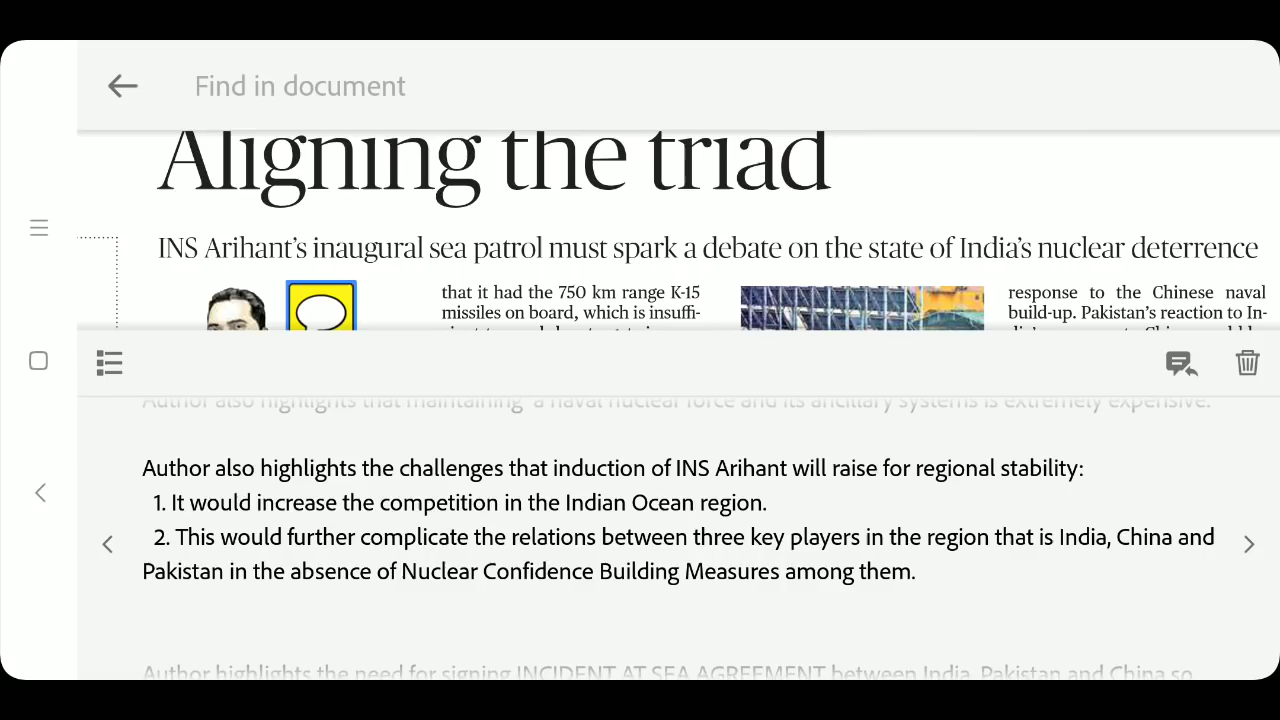 Find in document
Aligning the triad
INS Arihant's inaugural sea patrol must spark a debate on the state of India's nuclear deterrence
that it had the 750 km range K-15
missiles on board, which is insuffi-
response to the Chinese naval
build-up. Pakistan's reaction to In-
Author also highlights that maintaining a naval nuclear force and its ancillary systems is extremely expensive.
Author also highlights the challenges that induction of INS Arihant will raise for regional stability:
1. It would increase the competition in the Indian Ocean region.
2. This would further complicate the relations between three key players in the region that is India, China and
Pakistan in the absence of Nuclear Confidence Building Measures among them.
Author highlights the need for signing INCIDENT AT SEA AGREEMENT between India, Pakistan and China so